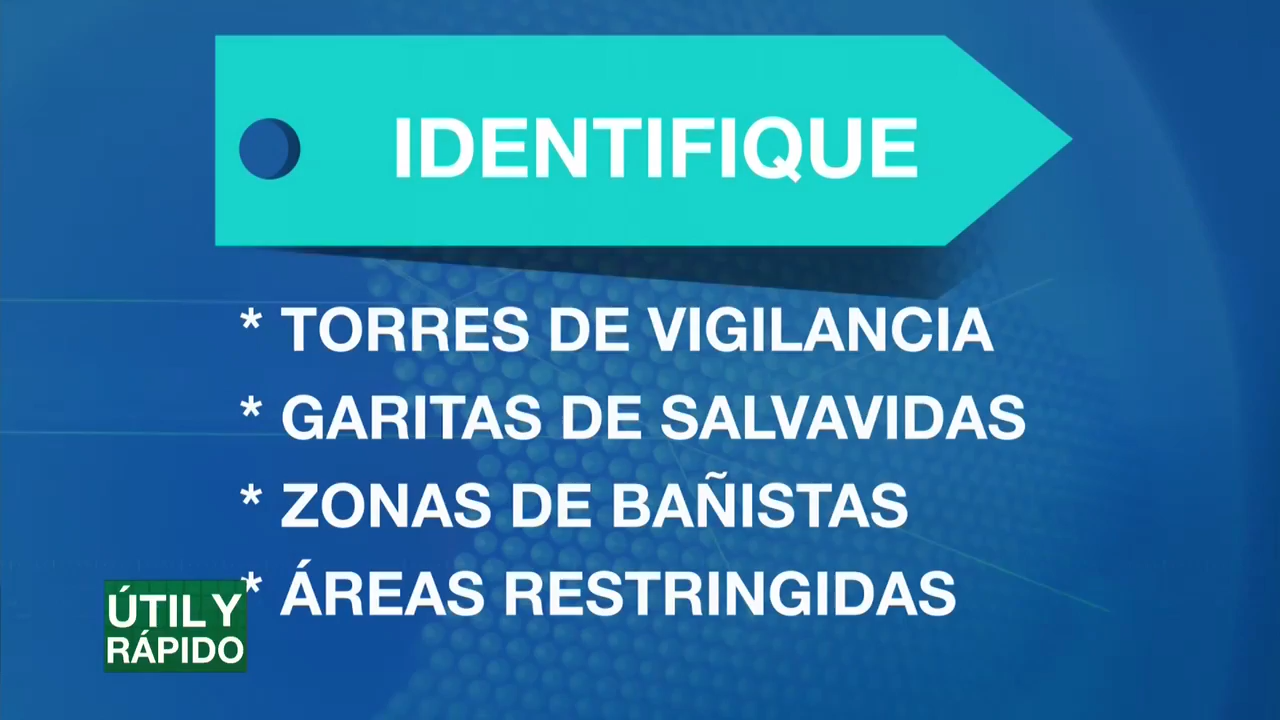 IDENTIFIQUE
* TORRES DE VIGILANCIA
* GARITAS DE SALVAVIDAS
* ZONAS DE BAÑISTAS
* ÁREAS RESTRINGIDAS
ÚTIL Y
RÁPIDO